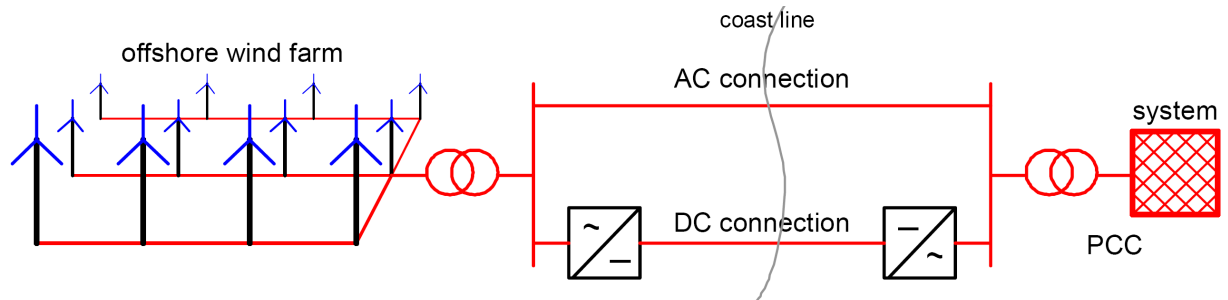 coast line
offshore wind farm
AC connection
system
DC connection
PCC